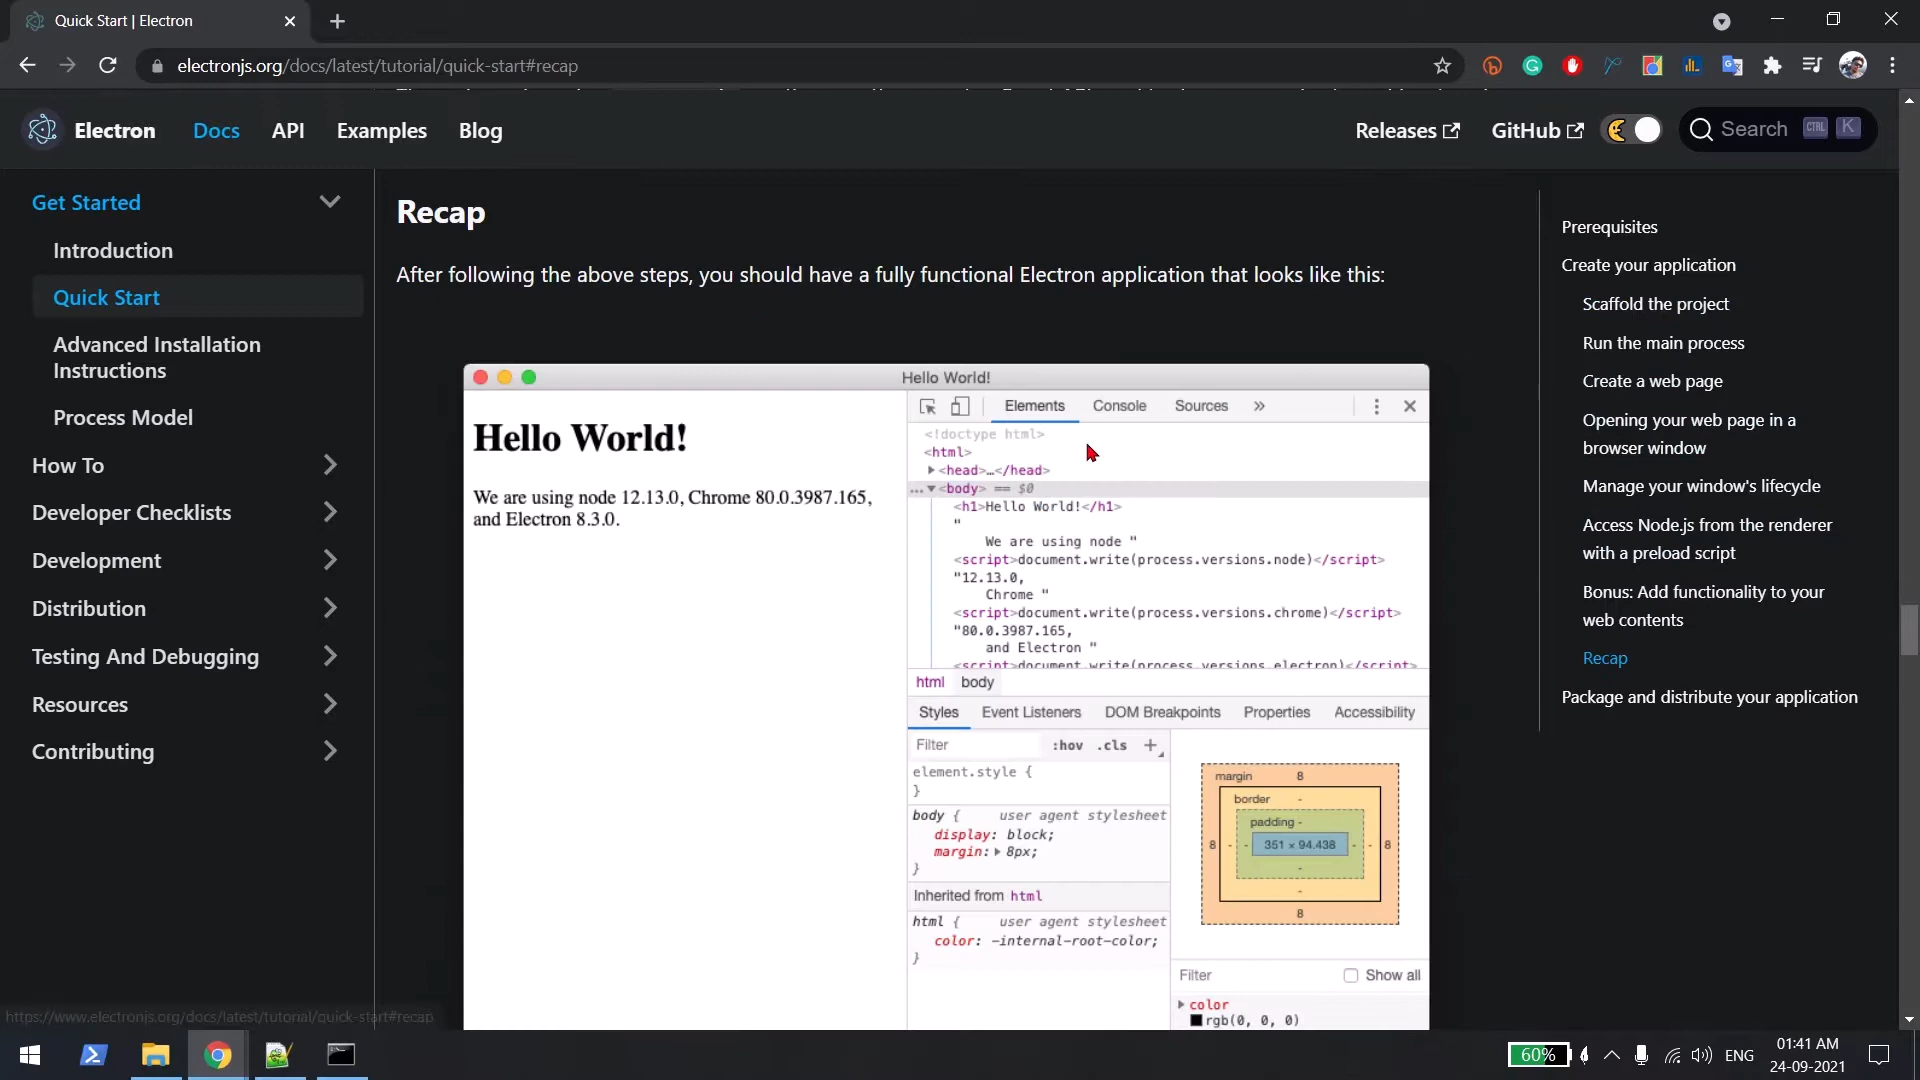 Quick Start | Electron
electronjs.org/docs/latest/tutorial/quick-start#recap
Electron
Docs
API
Examples
Blog
Releases
GitHub
Search
CTRL
K
Get Started
Introduction
Quick Start
Advanced Installation
Instructions
Process Model
How To
Developer Checklists
Development
Distribution
Testing And Debugging
Resources
Contributing
Recap
After following the above steps, you should have a fully functional Electron application that looks like this:
Hello World!
Hello World!
We are using node 12.13.0, Chrome 80.0.3987.165,
and Electron 8.3.0.
Elements Console Sources »
<!doctype html>
<html>
<head>…</head>
… <body> == $0
<h1>Hello World!</h1>
"
We are using node "
<script>document.write(process.versions.node)</script>
"12.13.0,
Chrome "
<script>document.write(process.versions.chrome)</script>
"80.0.3987.165,
and Electron "
<script>document.write(process.versions.electron)</script>
html body
Styles Event Listeners DOM Breakpoints Properties Accessibility
Filter :hov .cls +
element.style {
}
body { user agent stylesheet
display: block;
margin: 8px;
}
Inherited from html
html { user agent stylesheet
color: -internal-root-color;
}
margin 8
border -
padding -
8 - - 351 × 94.438 - - 8
-
-
8
Filter Show all
color
rgb(0, 0, 0)
Prerequisites
Create your application
Scaffold the project
Run the main process
Create a web page
Opening your web page in a
browser window
Manage your window's lifecycle
Access Node.js from the renderer
with a preload script
Bonus: Add functionality to your
web contents
Recap
Package and distribute your application
https://www.electronjs.org/docs/latest/tutorial/quick-start#recap
60%
ENG
01:41 AM
24-09-2021